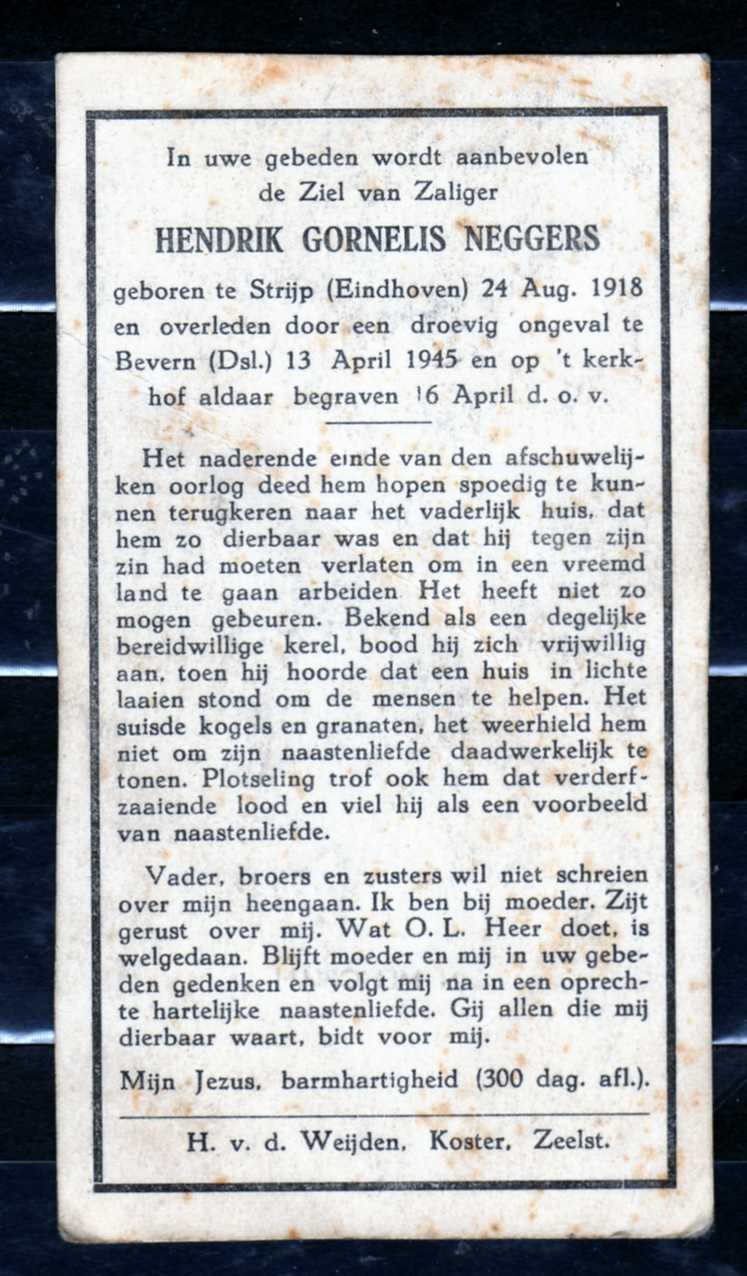 In uwe gebeden wordt aanbevolen
de Ziel van Zaliger
HENDRIK GORNELIS NEGGERS
geboren te Strijp (Eindhoven) 24 Aug. 1918
en overleden door een droevig ongeval te
Bevern (Dsl.) 13 April 1945 en op 't kerk-
hof aldaar begraven 16 April d. o. v.
Het naderende einde van den afschuwelij-
ken oorlog deed hem hopen spoedig te kun-
nen terugkeren naar het vaderlijk huis, dat
hem zo dierbaar was en dat hij tegen zijn
zin had moeten verlaten om in een vreemd
land te gaan arbeiden. Het heeft niet zo
mogen gebeuren. Bekend als een degelijke
bereidwillige kerel, bood hij zich vrijwillig
aan, toen hij hoorde dat een huis in lichte
laaien stond om de mensen te helpen. Het
suisde kogels en granaten, het weerhield hem
niet om zijn naastenliefde daadwerkelijk te
tonen. Plotseling trof ook hem dat verderf-
zaaiende lood en viel hij als een voorbeeld
van naastenliefde.
Vader, broers en zusters wil niet schreien
over mijn heengaan. Ik ben bij moeder. Zijt
gerust over mij. Wat O. L. Heer doet, is
welgedaan. Blijft moeder en mij in uw gebe-
den gedenken en volgt mij na in een oprech-
te hartelijke naastenliefde. Gij allen die mij
dierbaar waart, bidt voor mij.
Mijn Jezus, barmhartigheid (300 dag. afl.).
H. v. d. Weijden, Koster, Zeelst.